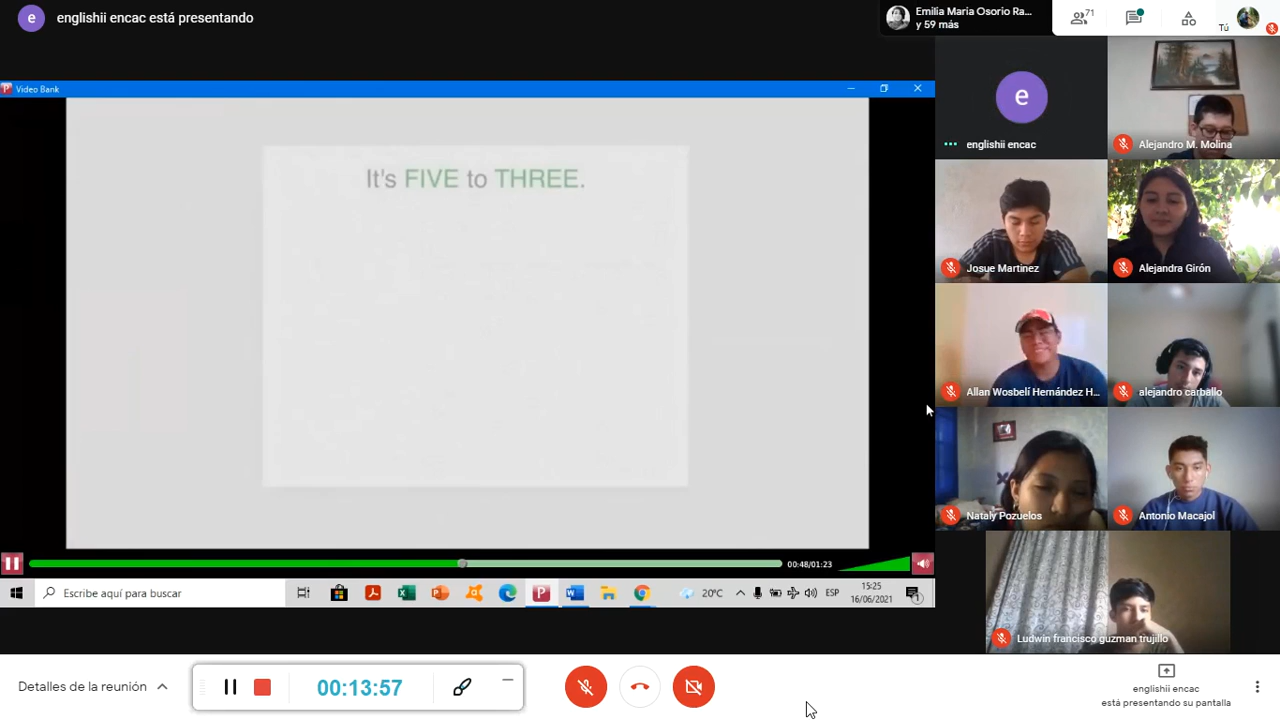 e englishii encac está presentando
Emilia Maria Osorio Ra...
y 59 más
71
Tú
Video Bank
It's FIVE to THREE.
e
englishii encac
Alejandro M. Molina
Josue Martinez
Alejandra Girón
Allan Wosbelí Hernández H...
alejandro carballo
Nataly Pozuelos
Antonio Macajol
Ludwin francisco guzman trujillo
00:48/01:23
Escribe aquí para buscar
20°C
ESP
15:25
16/06/2021
1
Detalles de la reunión
00:13:57
englishii encac
está presentando su pantalla